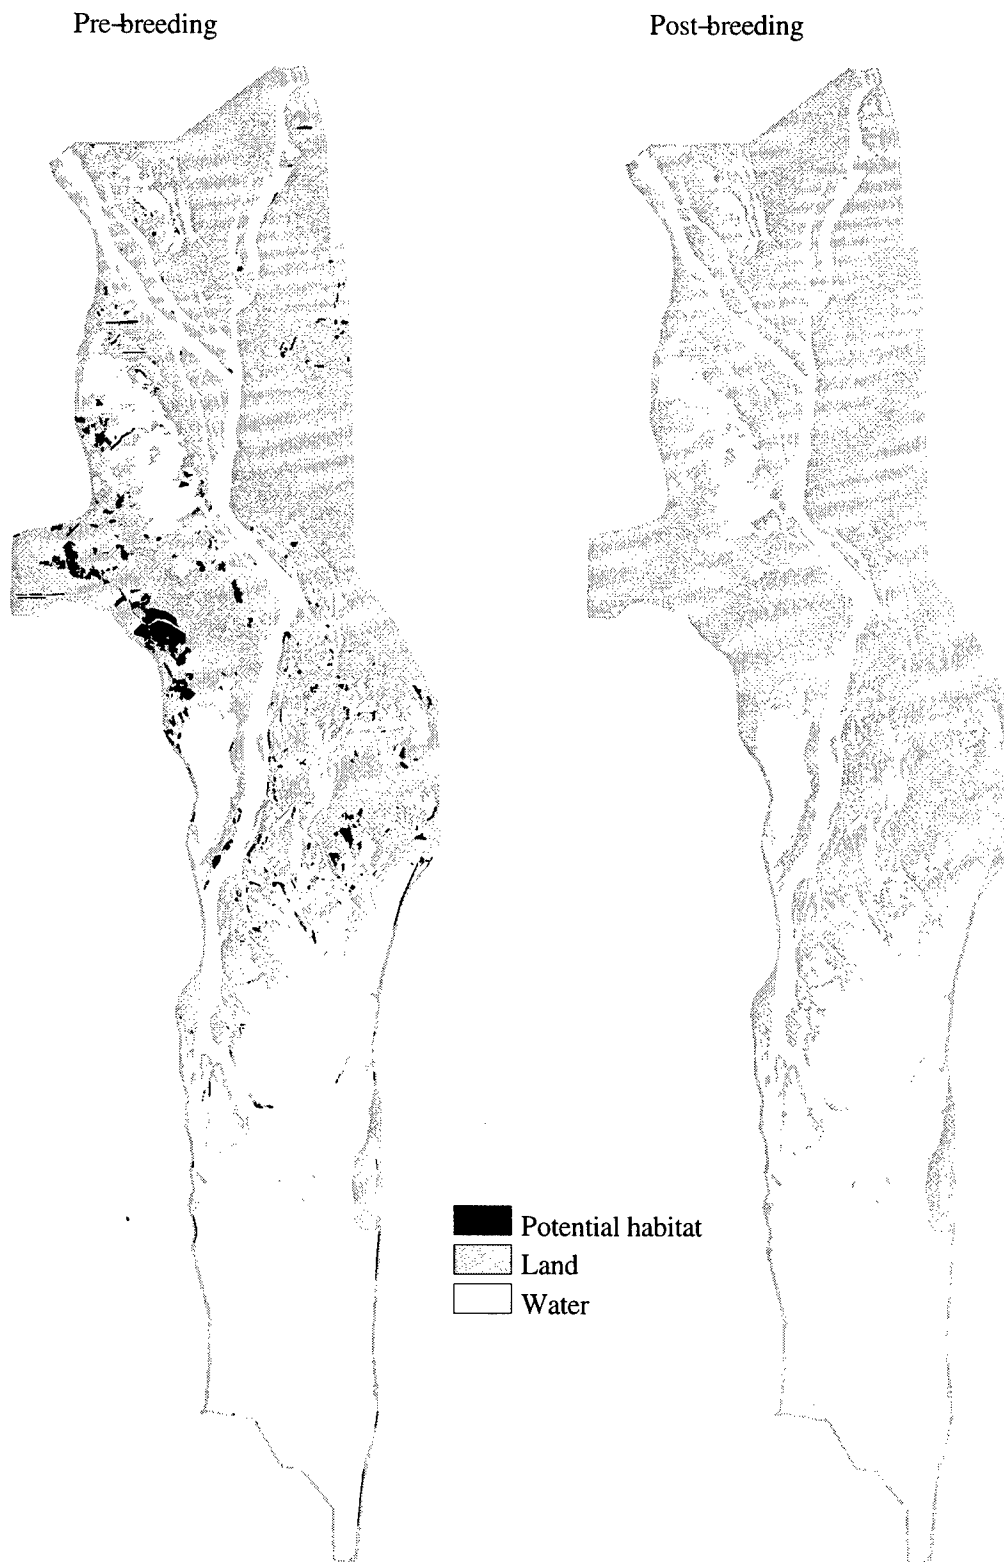 Pre-breeding
Post-breeding
Potential habitat
Land
Water